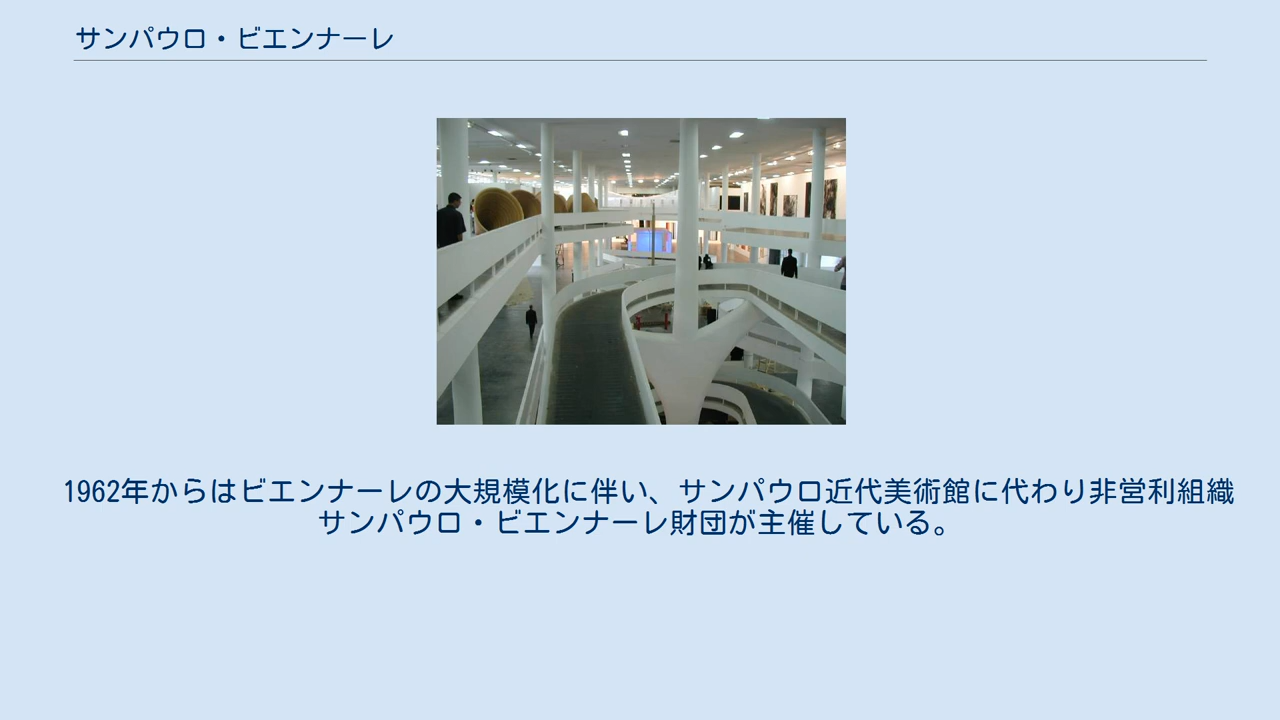 サンパウロ・ビエンナーレ
1962年からはビエンナーレの大規模化に伴い、サンパウロ近代美術館に代わり非営利組織
サンパウロ・ビエンナーレ財団が主催している。